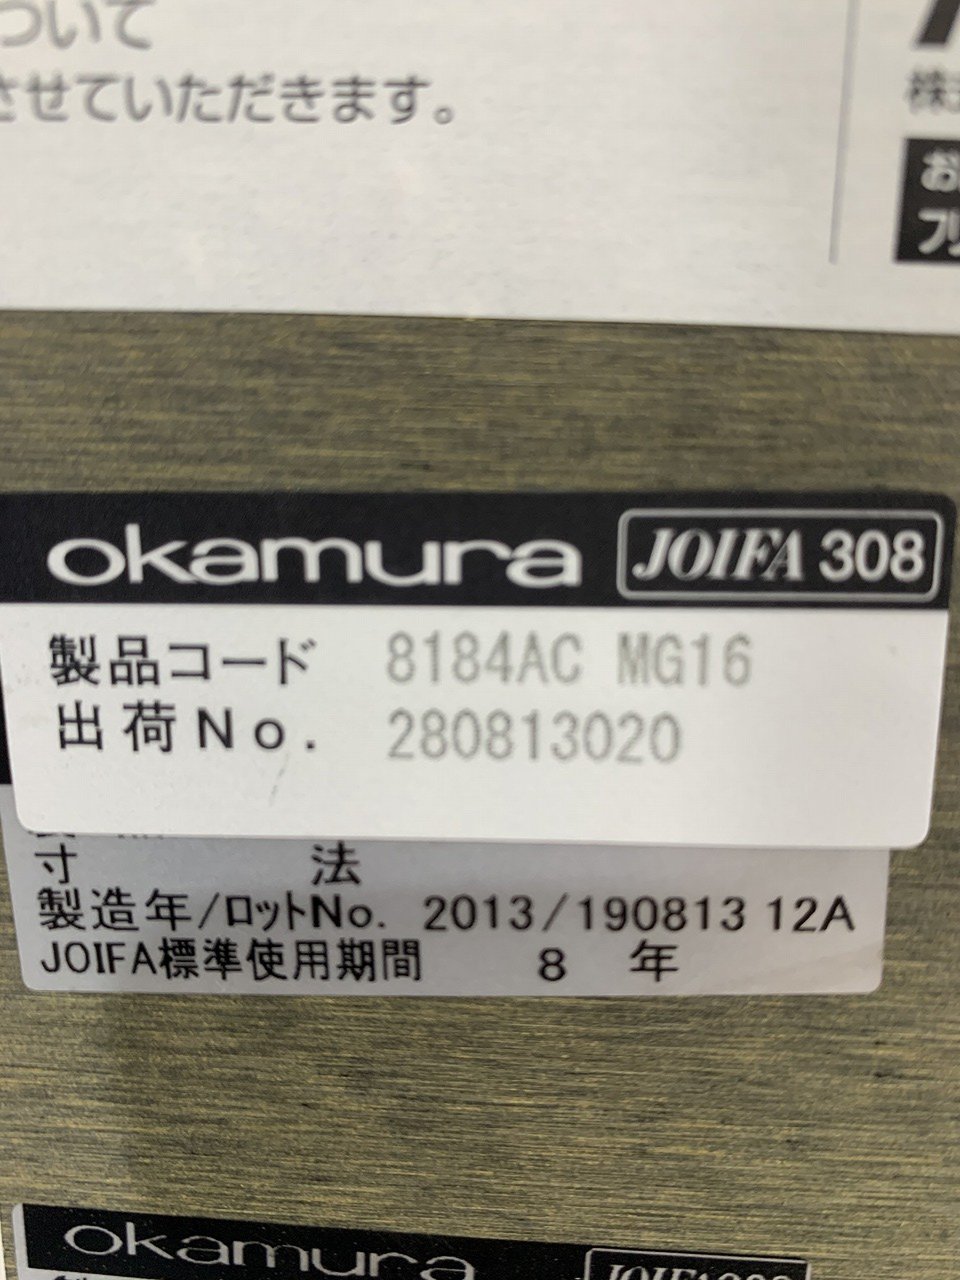 ついて
させていただきます。
株
お
フリ
okamura JOIFA 308
製品コード 8184AC MG16
出荷No. 280813020
寸 法
製造年/ロットNo. 2013/190813 12A
JOIFA標準使用期間 8 年
okamura JOIFA 308